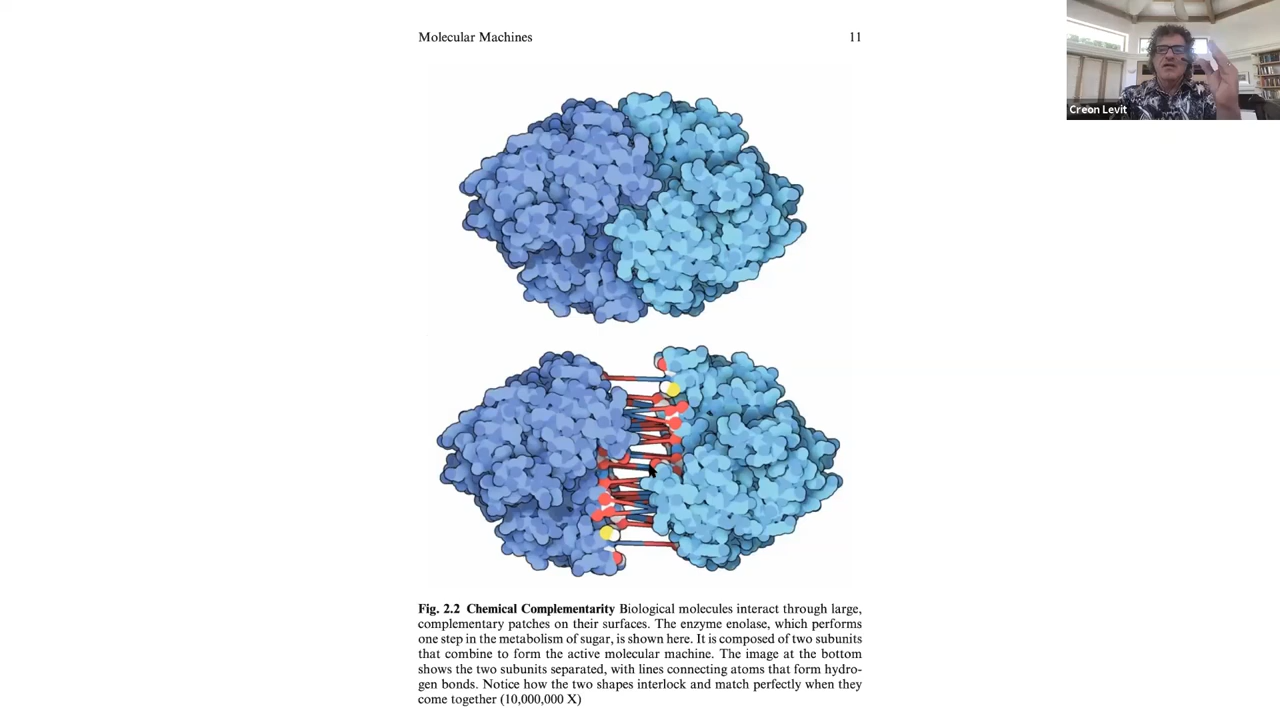 Molecular Machines 11
Creon Levit
Fig. 2.2 Chemical Complementarity Biological molecules interact through large,
complementary patches on their surfaces. The enzyme enolase, which performs
one step in the metabolism of sugar, is shown here. It is composed of two subunits
that combine to form the active molecular machine. The image at the bottom
shows the two subunits separated, with lines connecting atoms that form hydro-
gen bonds. Notice how the two shapes interlock and match perfectly when they
come together (10,000,000 X)